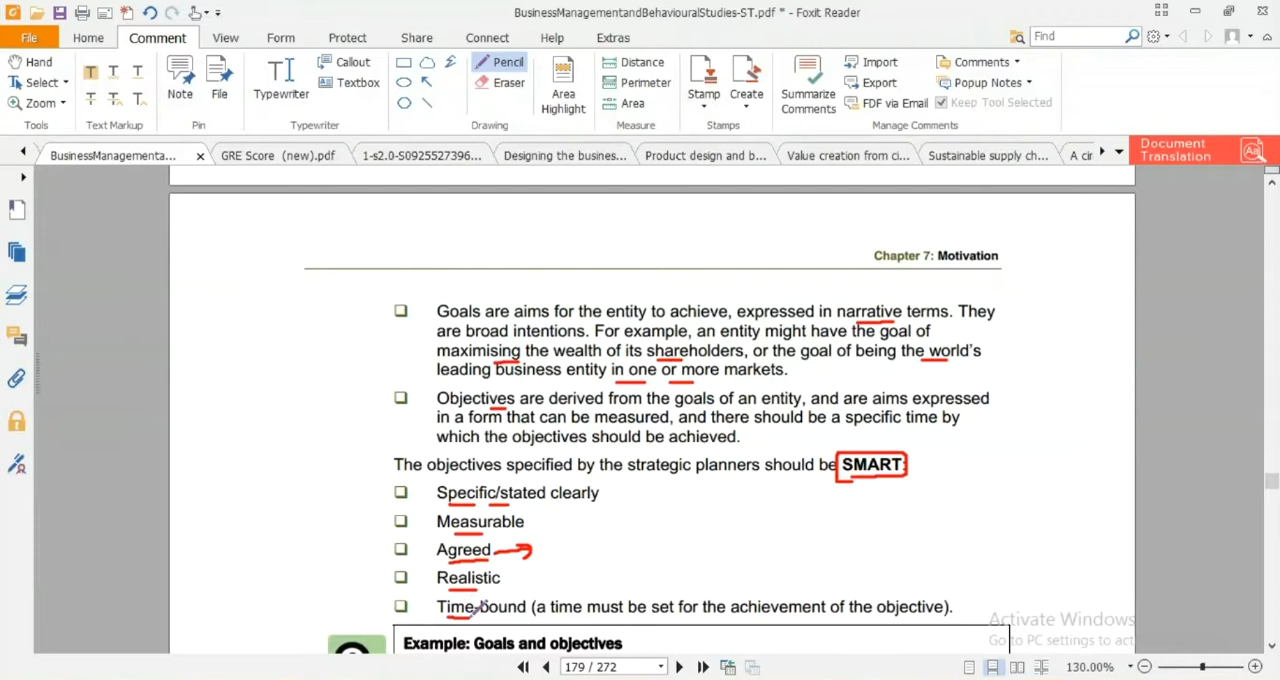 BusinessManagementandBehaviouralStudies-ST.pdf * - Foxit Reader
File Home Comment View Form Protect Share Connect Help Extras Find
Hand Select Zoom Note File Typewriter Callout Textbox Pencil Eraser Area Highlight Distance Perimeter Area Stamp Create Summarize Comments Import Export FDF via Email Comments Popup Notes Keep Tool Selected
Tools Text Markup Pin Typewriter Drawing Measure Stamps Manage Comments
BusinessManagementa... GRE Score (new).pdf 1-s2.0-S0925527396... Designing the busines... Product design and b... Value creation from ci... Sustainable supply ch... A cir Document Translation
Chapter 7: Motivation
Goals are aims for the entity to achieve, expressed in narrative terms. They
are broad intentions. For example, an entity might have the goal of
maximising the wealth of its shareholders, or the goal of being the world's
leading business entity in one or more markets.
Objectives are derived from the goals of an entity, and are aims expressed
in a form that can be measured, and there should be a specific time by
which the objectives should be achieved.
The objectives specified by the strategic planners should be SMART:
Specific/stated clearly
Measurable
Agreed
Realistic
Time-bound (a time must be set for the achievement of the objective).
Activate Windows
Go to PC settings to act
Example: Goals and objectives
179 / 272 130.00%